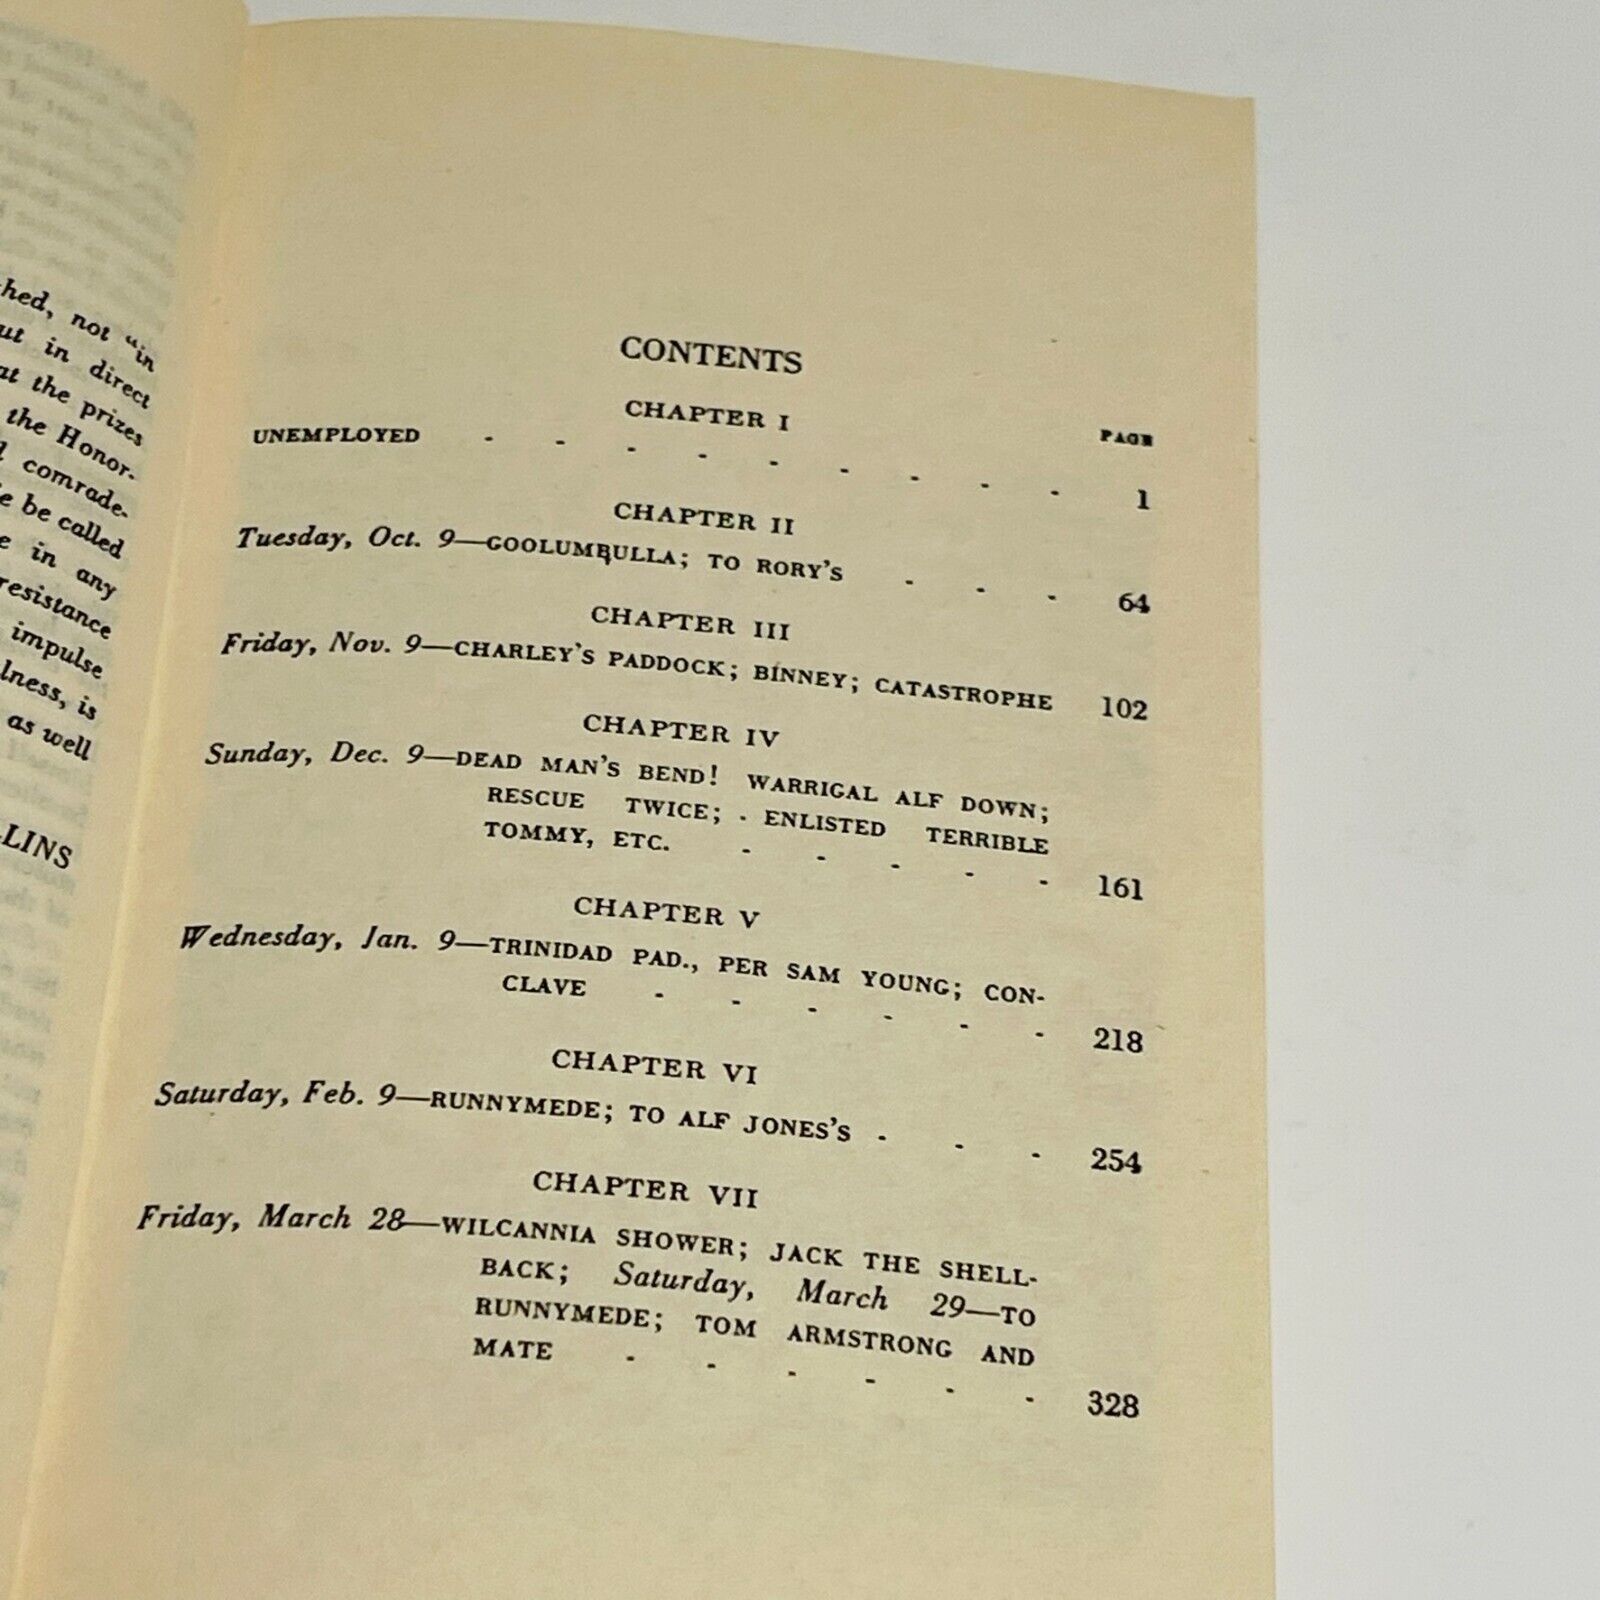 hed, not "in
ut in direct
at the prizes
the Honor-
comrade-
e be called
e in any
resistance
impulse
lness, is
as well
LLINS
CONTENTS
CHAPTER I
PAGE
UNEMPLOYED - - - - - - - - - 1
CHAPTER II
Tuesday, Oct. 9—GOOLUMBULLA; TO RORY'S - - - 64
CHAPTER III
Friday, Nov. 9—CHARLEY'S PADDOCK; BINNEY; CATASTROPHE 102
CHAPTER IV
Sunday, Dec. 9—DEAD MAN'S BEND! WARRIGAL ALF DOWN;
RESCUE TWICE; . ENLISTED TERRIBLE
TOMMY, ETC. - - - - - 161
CHAPTER V
Wednesday, Jan. 9—TRINIDAD PAD., PER SAM YOUNG; CON-
CLAVE - - - - - - 218
CHAPTER VI
Saturday, Feb. 9—RUNNYMEDE; TO ALF JONES'S - - - 254
CHAPTER VII
Friday, March 28—WILCANNIA SHOWER; JACK THE SHELL-
BACK; Saturday, March 29—TO
RUNNYMEDE; TOM ARMSTRONG AND
MATE - - - - - - 328